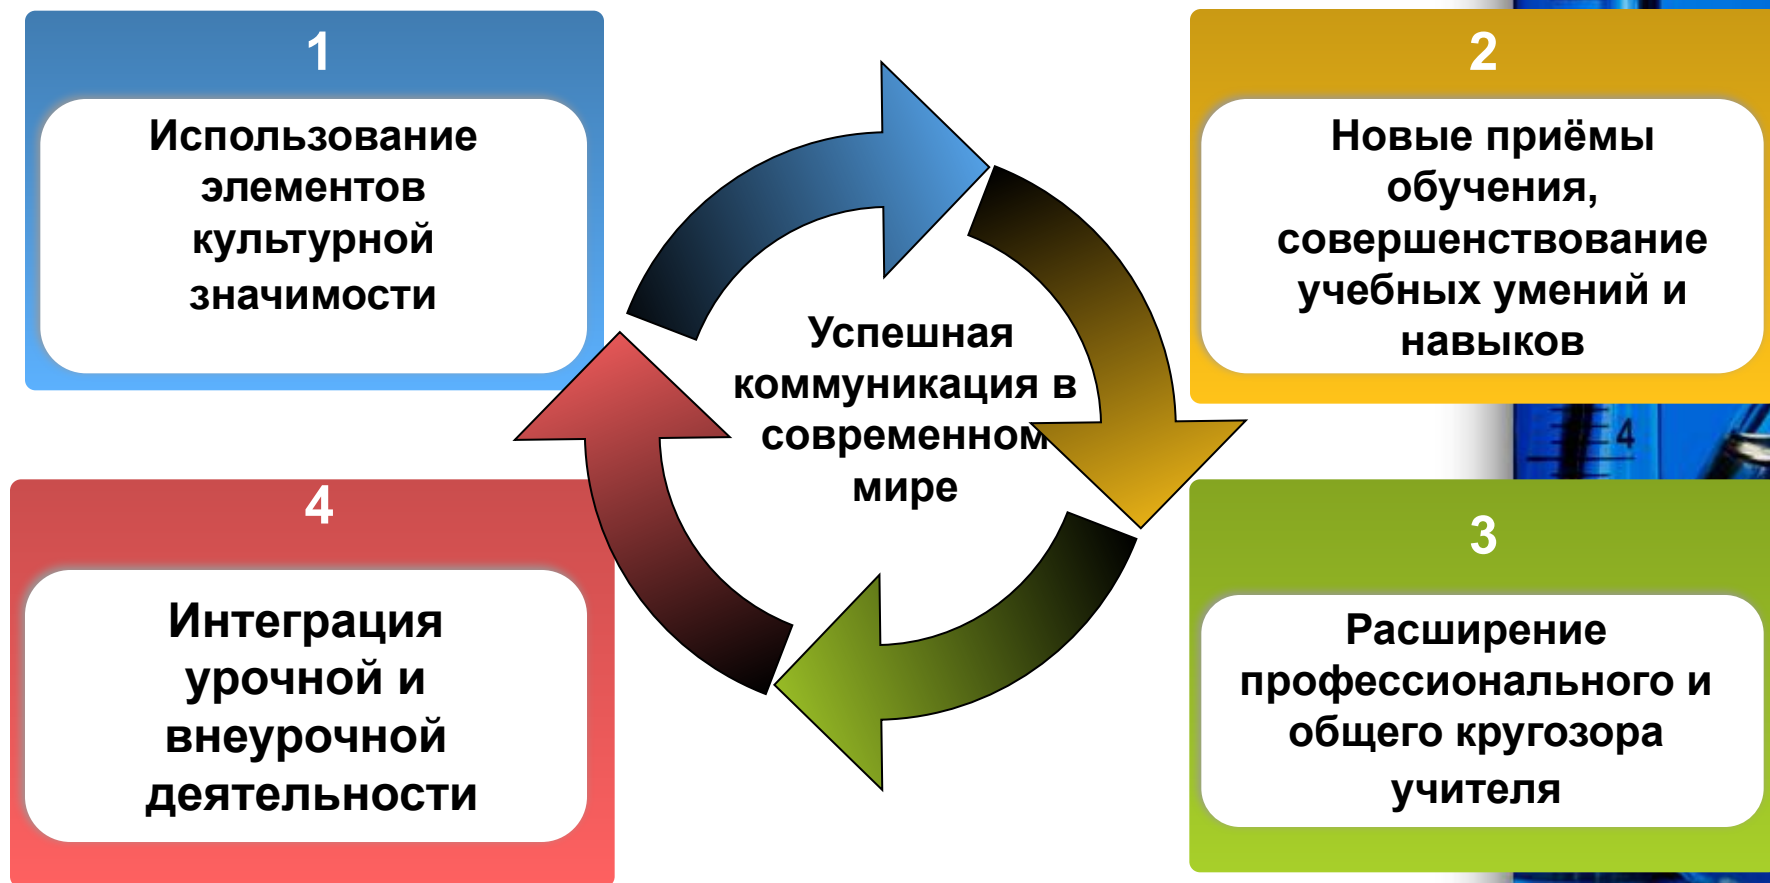 1
Использование
элементов
культурной
значимости
2
Новые приёмы
обучения,
совершенствование
учебных умений и
навыков
Успешная
коммуникация в
современном
мире
4
4
Интеграция
урочной и
внеурочной
деятельности
3
Расширение
профессионального и
общего кругозора
учителя